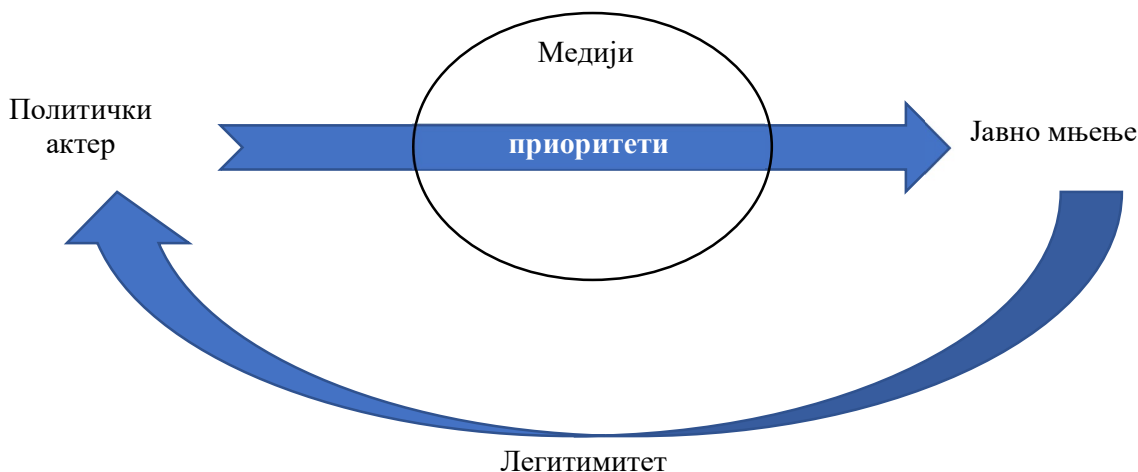 Медији
Политички
актер
приоритети
Јавно мњење
Легитимитет